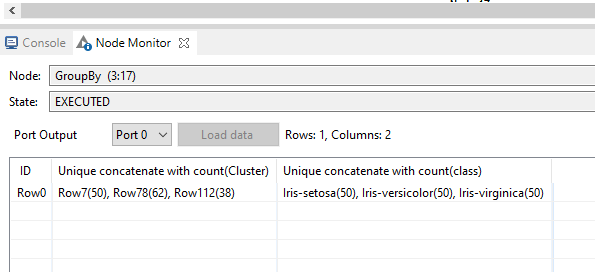 Console Node Monitor
Node: GroupBy (3:17)
State: EXECUTED
Port Output Port 0 Load data Rows: 1, Columns: 2
ID Unique concatenate with count(Cluster) Unique concatenate with count(class)
Row0 Row7(50), Row78(62), Row112(38) Iris-setosa(50), Iris-versicolor(50), Iris-virginica(50)